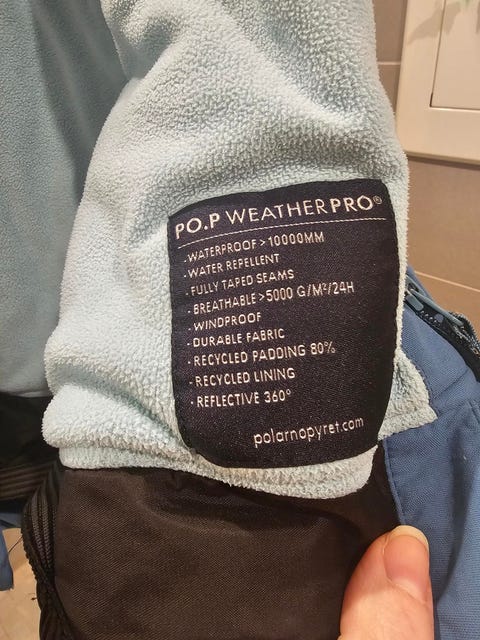 PO.P WEATHERPRO®
- WATERPROOF > 10000MM
- WATER REPELLENT
- FULLY TAPED SEAMS
- BREATHABLE >5000 G/M²/24H
- WINDPROOF
- DURABLE FABRIC
- RECYCLED PADDING 80%
- RECYCLED LINING
- REFLECTIVE 360°
polarnopyret.com